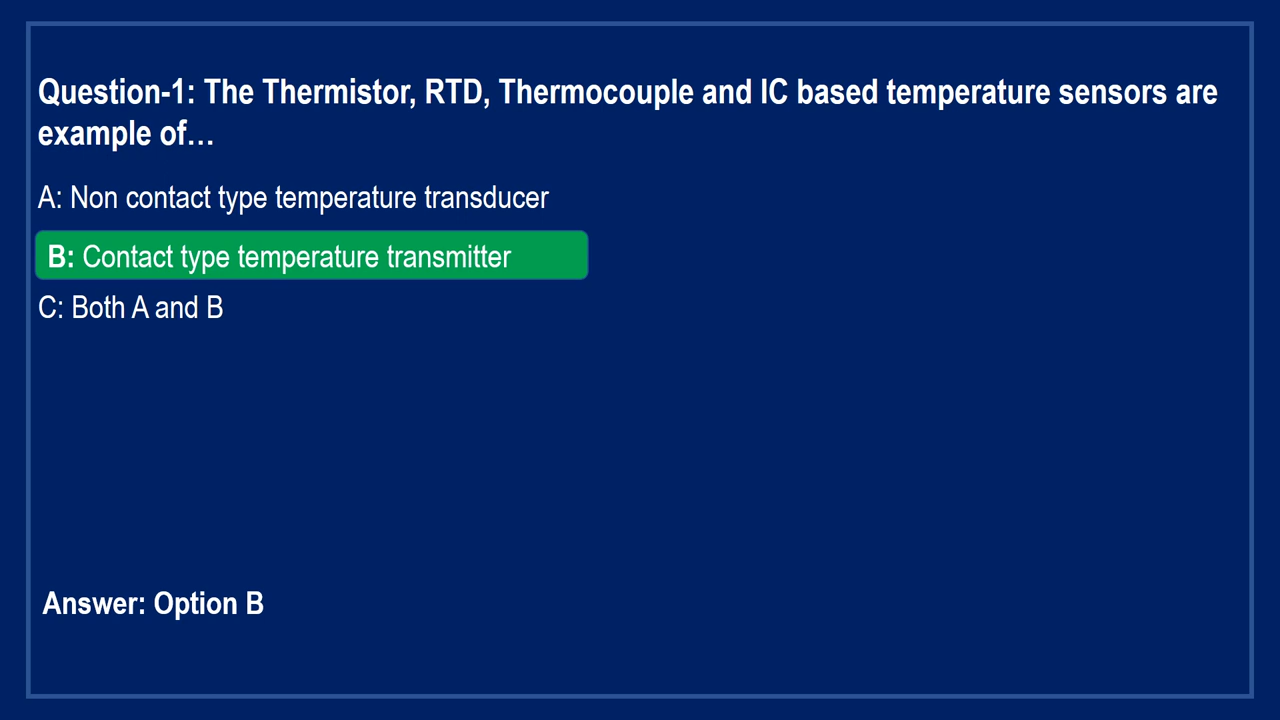 Question-1: The Thermistor, RTD, Thermocouple and IC based temperature sensors are
example of…
A: Non contact type temperature transducer
B: Contact type temperature transmitter
C: Both A and B
Answer: Option B